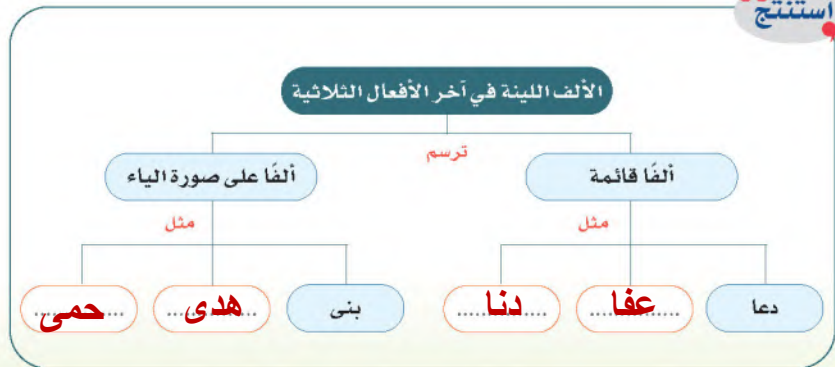 استنتج
الألف اللينة في آخر الأفعال الثلاثية
ترسم
ألفًا قائمة
ألفًا على صورة الياء
مثل
مثل
دعا
عفا
دنا
بنى
هدى
حمى